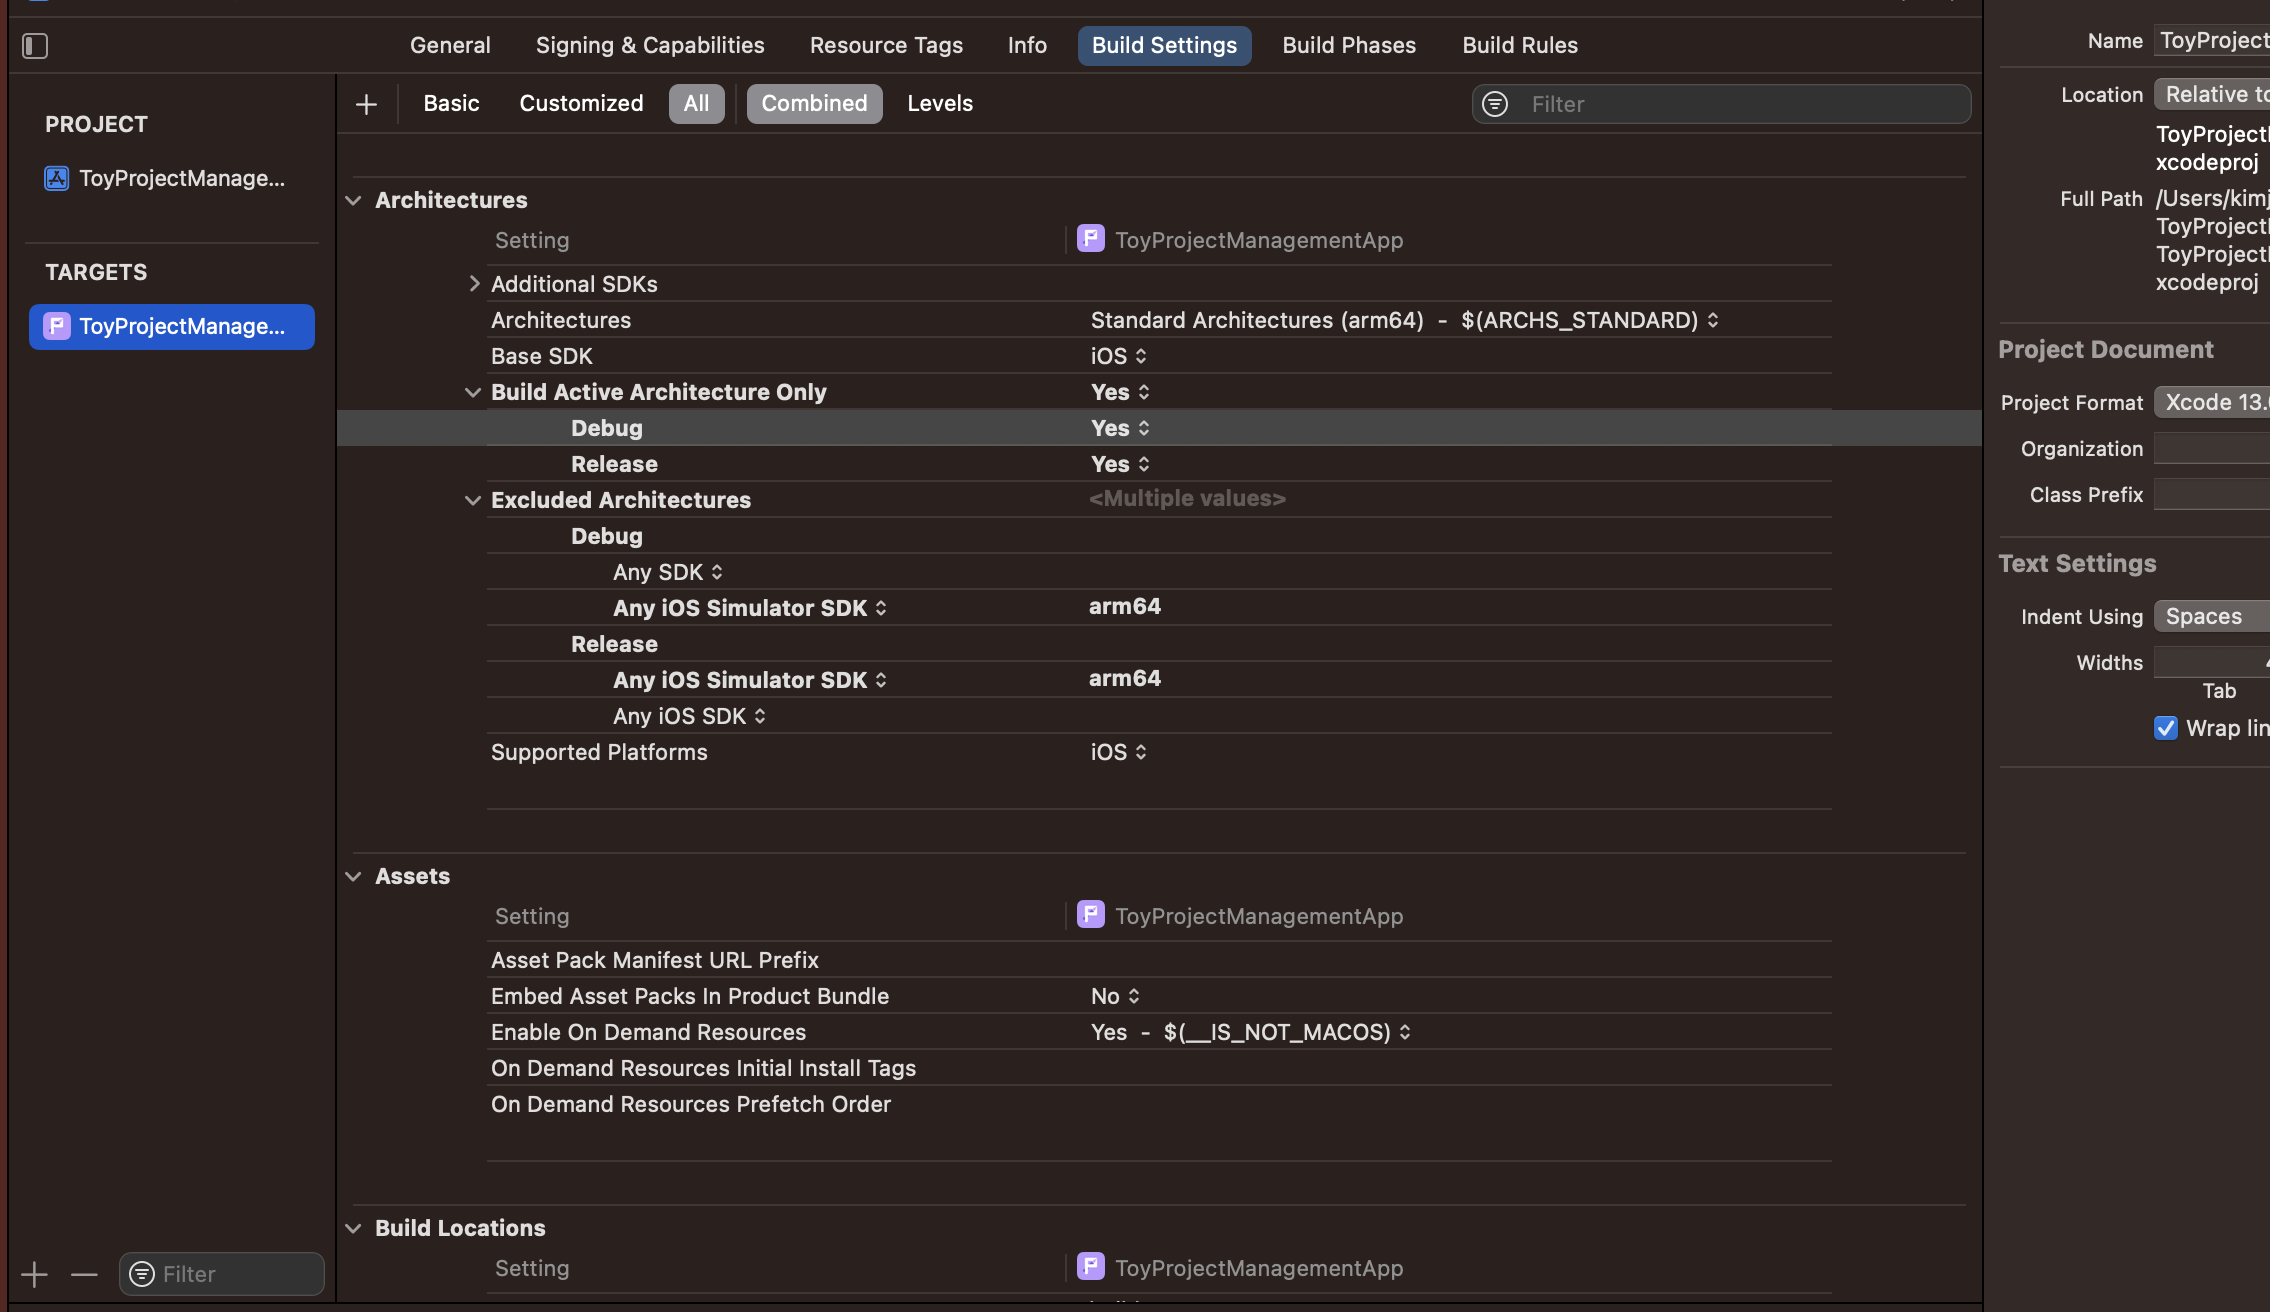 General Signing & Capabilities Resource Tags Info Build Settings Build Phases Build Rules
Basic Customized All Combined Levels Filter
PROJECT
ToyProjectManage...
TARGETS
ToyProjectManage...
Filter
Architectures
Setting ToyProjectManagementApp
Additional SDKs
Architectures Standard Architectures (arm64) - $(ARCHS_STANDARD)
Base SDK iOS
Build Active Architecture Only Yes
Debug Yes
Release Yes
Excluded Architectures <Multiple values>
Debug
Any SDK
Any iOS Simulator SDK arm64
Release
Any iOS Simulator SDK arm64
Any iOS SDK
Supported Platforms iOS
Assets
Setting ToyProjectManagementApp
Asset Pack Manifest URL Prefix
Embed Asset Packs In Product Bundle No
Enable On Demand Resources Yes - $(__IS_NOT_MACOS)
On Demand Resources Initial Install Tags
On Demand Resources Prefetch Order
Build Locations
Setting ToyProjectManagementApp
Name ToyProject
Location Relative to
ToyProject
xcodeproj
Full Path /Users/kimj
ToyProject
ToyProject
xcodeproj
Project Document
Project Format Xcode 13.
Organization
Class Prefix
Text Settings
Indent Using Spaces
Widths
Tab
Wrap lin